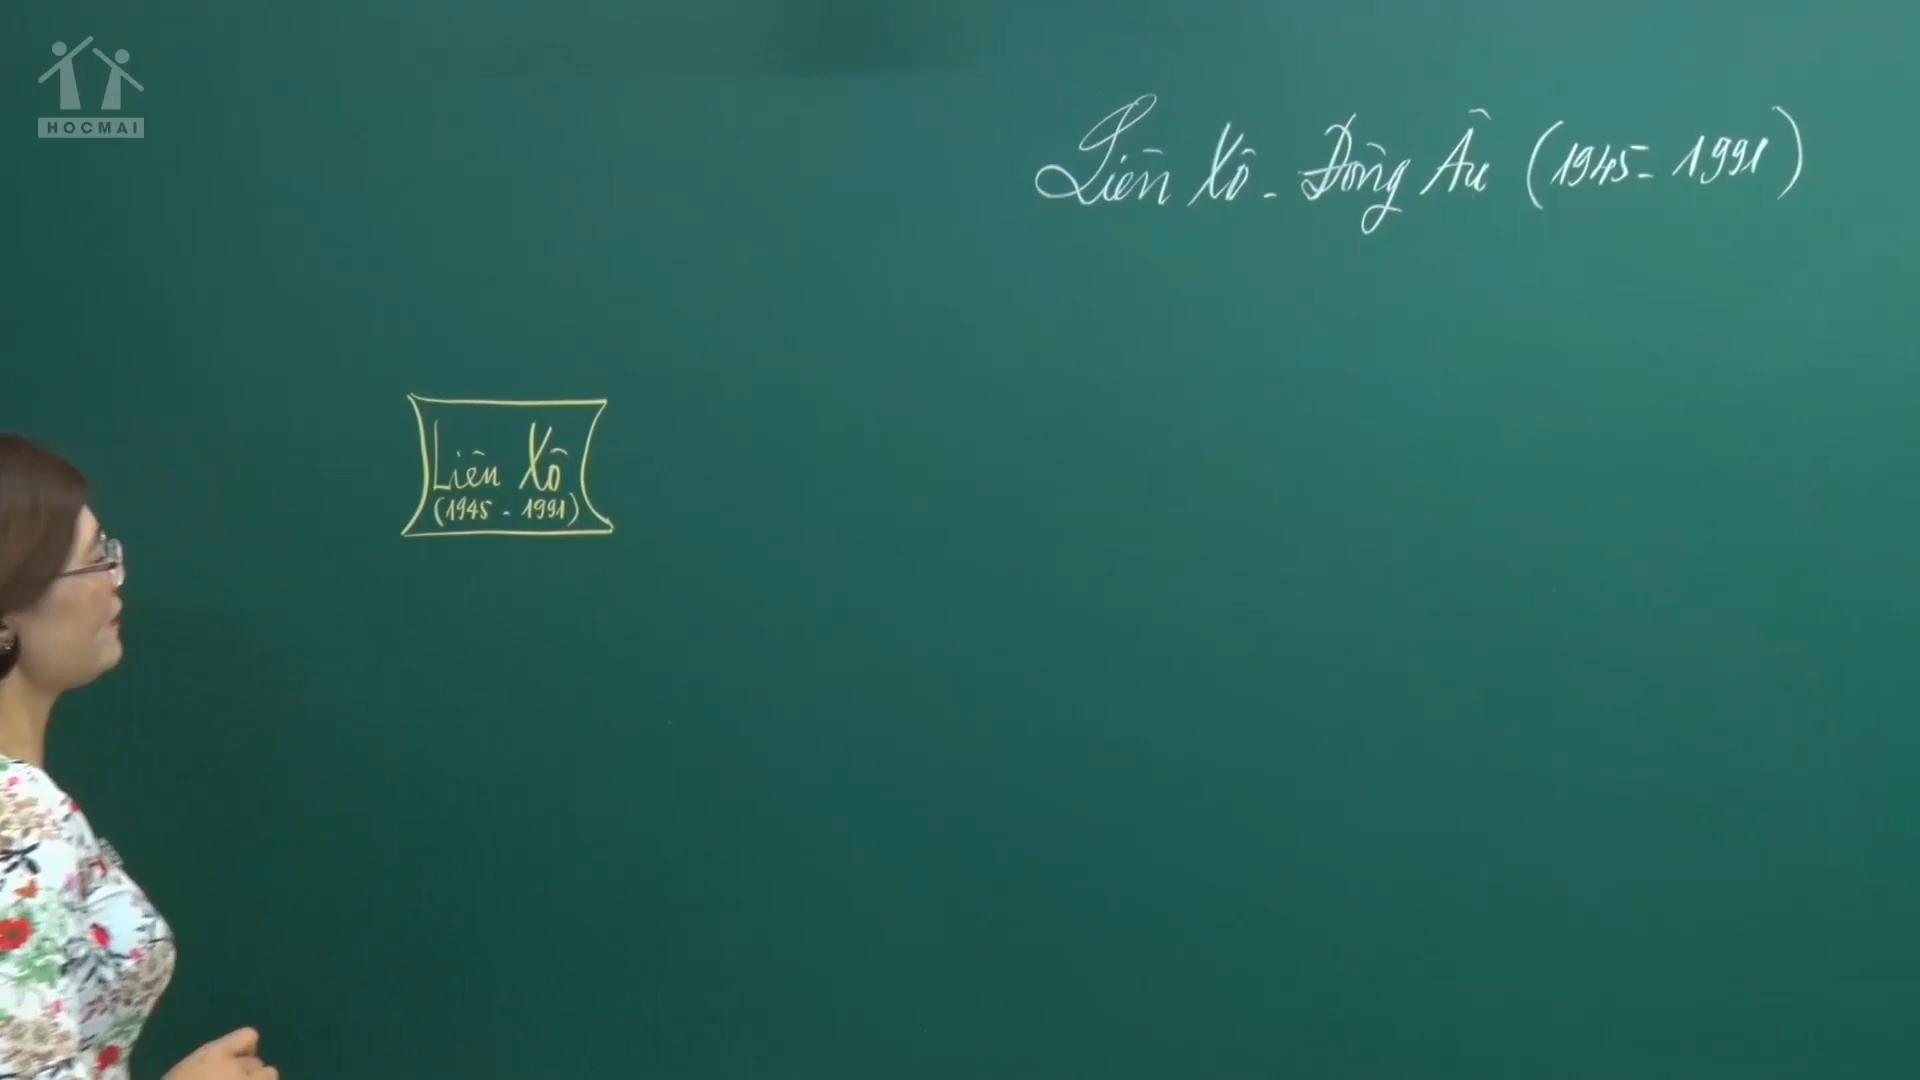 HOCMAI
Liên Xô - Đông Âu (1945 - 1991)
Liên Xô
(1945 - 1991)